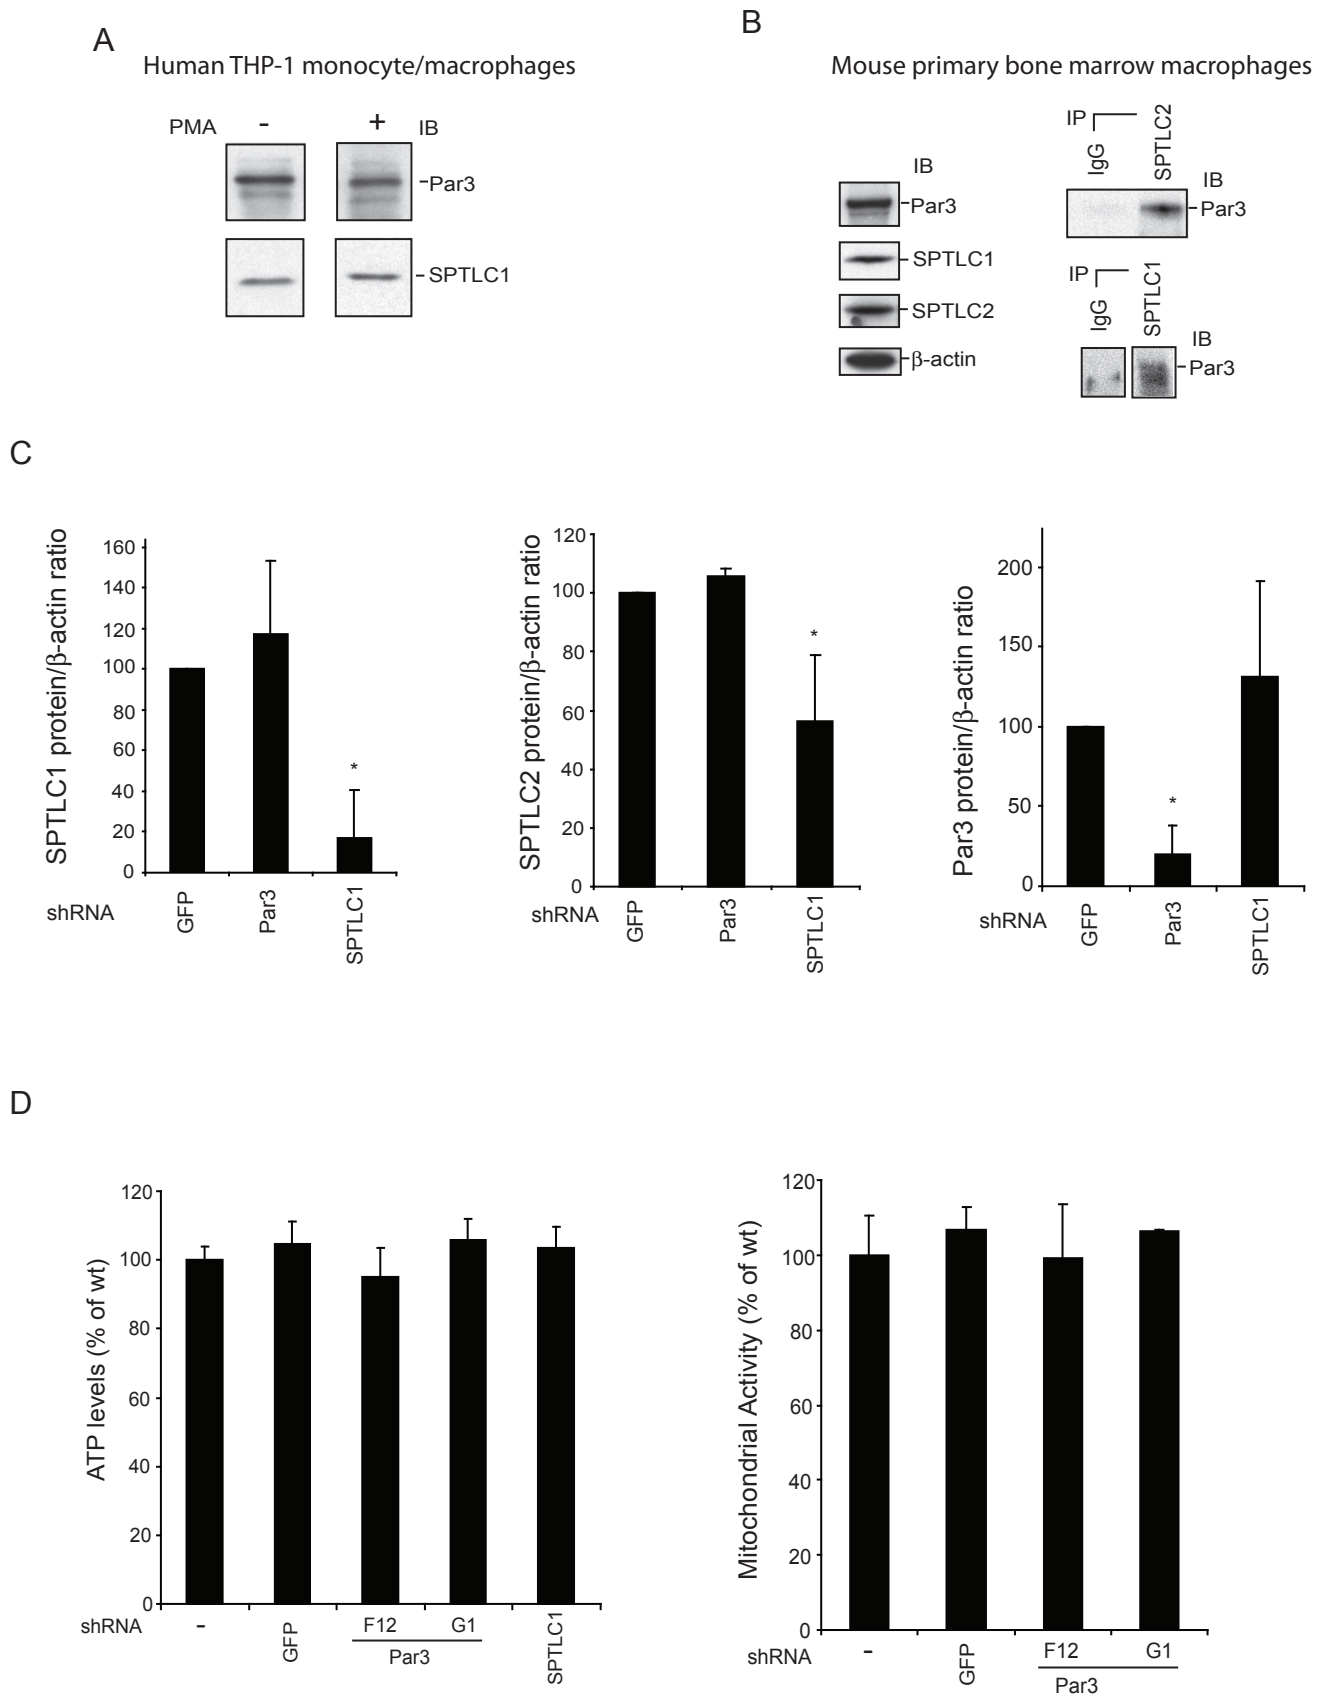 A
Human THP-1 monocyte/macrophages
PMA - + IB
-Par3
-SPTLC1
B
Mouse primary bone marrow macrophages
IB
-Par3
-SPTLC1
-SPTLC2
-β-actin
IP
IgG
SPTLC2
IB
-Par3
IP
IgG
SPTLC1
IB
-Par3
C
SPTLC1 protein/β-actin ratio
160
140
120
100
80
60
40
20
0
*
shRNA
GFP
Par3
SPTLC1
SPTLC2 protein/β-actin ratio
120
100
80
60
40
20
0
*
shRNA
GFP
Par3
SPTLC1
Par3 protein/β-actin ratio
200
150
100
50
0
*
shRNA
GFP
Par3
SPTLC1
D
ATP levels (% of wt)
120
100
80
60
40
20
0
shRNA
-
GFP
F12
G1
Par3
SPTLC1
Mitochondrial Activity (% of wt)
120
100
80
60
40
20
0
shRNA
-
GFP
F12
G1
Par3